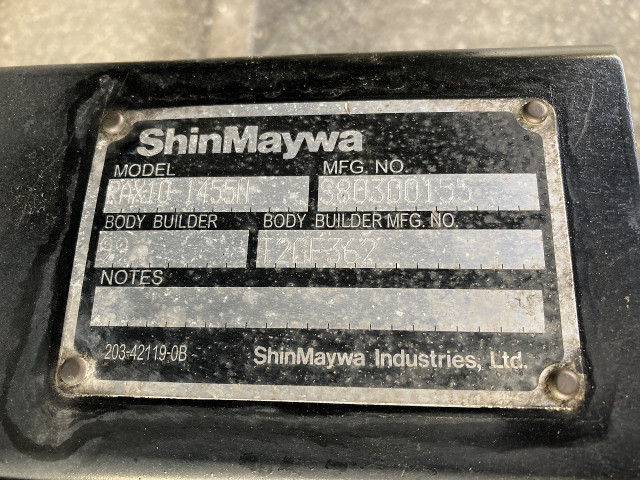 ShinMaywa
MODEL MFG. NO.
RAX10-1455N S80300155
BODY BUILDER BODY BUILDER MFG. NO.
NOTES
203-42119-0B ShinMaywa Industries, Ltd.